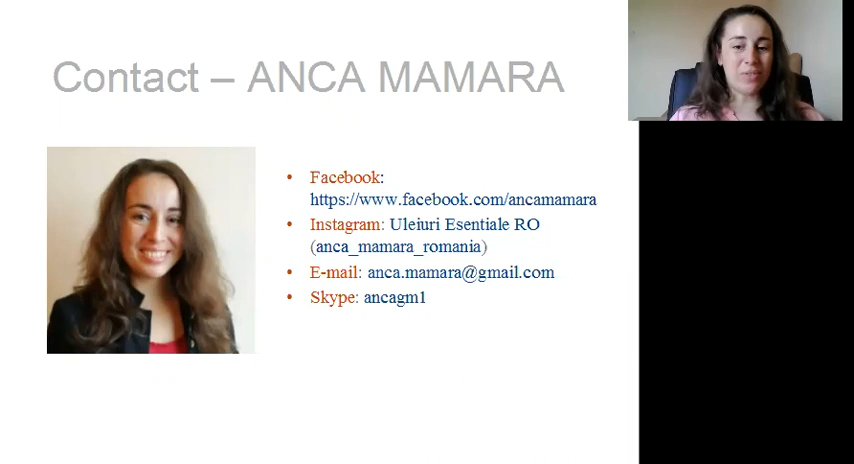 Contact – ANCA MAMARA
• Facebook:
https://www.facebook.com/ancamamara
• Instagram: Uleiuri Esentiale RO
(anca_mamara_romania)
• E-mail: anca.mamara@gmail.com
• Skype: ancagm1